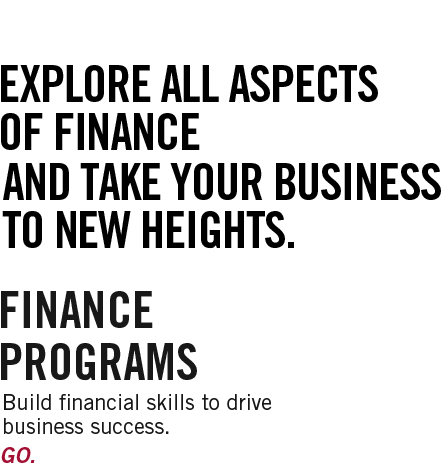 EXPLORE ALL ASPECTS
OF FINANCE
AND TAKE YOUR BUSINESS
TO NEW HEIGHTS.
FINANCE
PROGRAMS
Build financial skills to drive
business success.
GO.